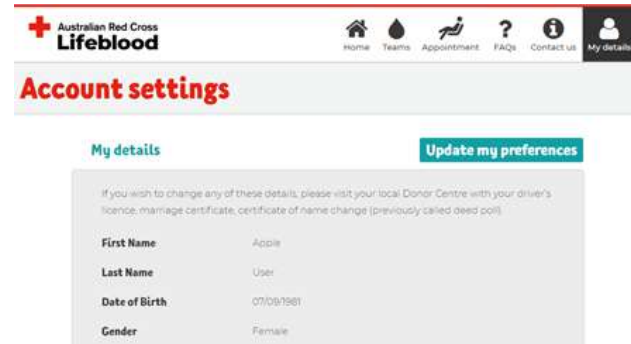 Australian Red Cross
Lifeblood
Home Teams Appointment FAQs Contact us My details
Account settings
My details
Update my preferences
If you wish to change any of these details, please visit your local Donor Centre with your driver's
licence, marriage certificate, certificate of name change (previously called deed poll).
First Name Apple
Last Name User
Date of Birth 07/09/1981
Gender Female